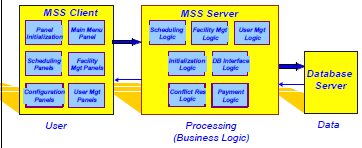 MSS Client
Panel
Initialization
Main Menu
Panel
Scheduling
Panels
Facility
Mgt Panels
Configuration
Panels
User Mgt
Panels
User
MSS Server
Scheduling
Logic
Facility Mgt
Logic
User Mgt
Logic
Initialization
Logic
DB Interface
Logic
Conflict Res
Logic
Payment
Logic
Processing
(Business Logic)
Database
Server
Data